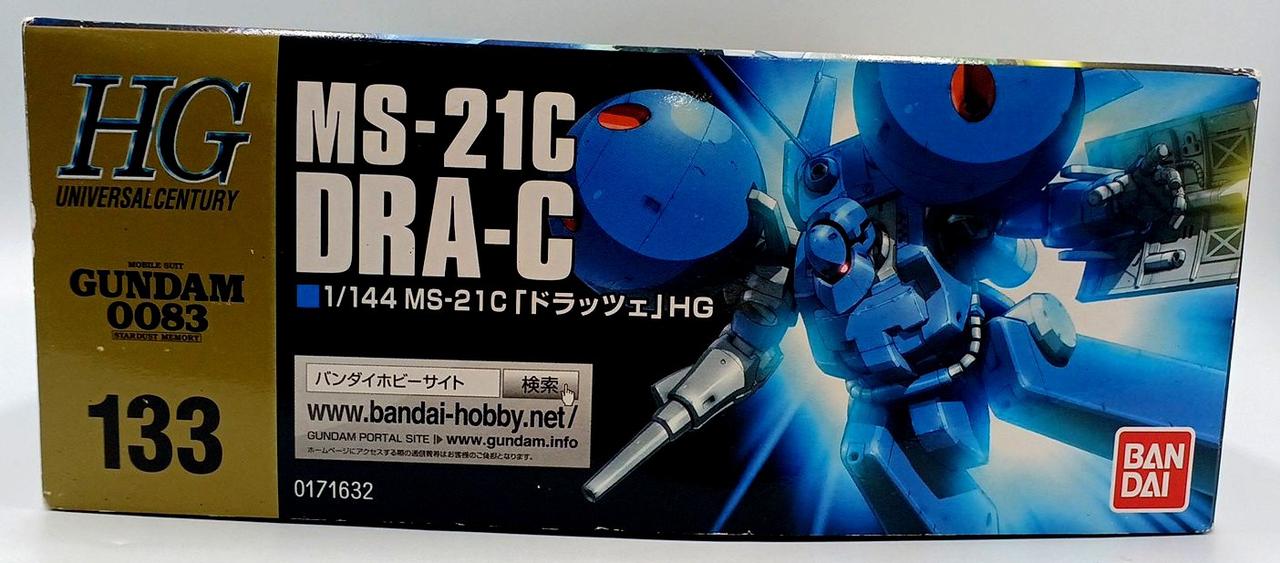 HG
UNIVERSAL CENTURY
MOBILE SUIT
GUNDAM
0083
STARDUST MEMORY
133
MS-21C
DRA-C
■1/144 MS-21C「ドラッツェ」HG
バンダイホビーサイト 検索
www.bandai-hobby.net/
GUNDAM PORTAL SITE ▶ www.gundam.info
ホームページにアクセスする際の通信費等はお客様のご負担となります。
0171632
BAN
DAI